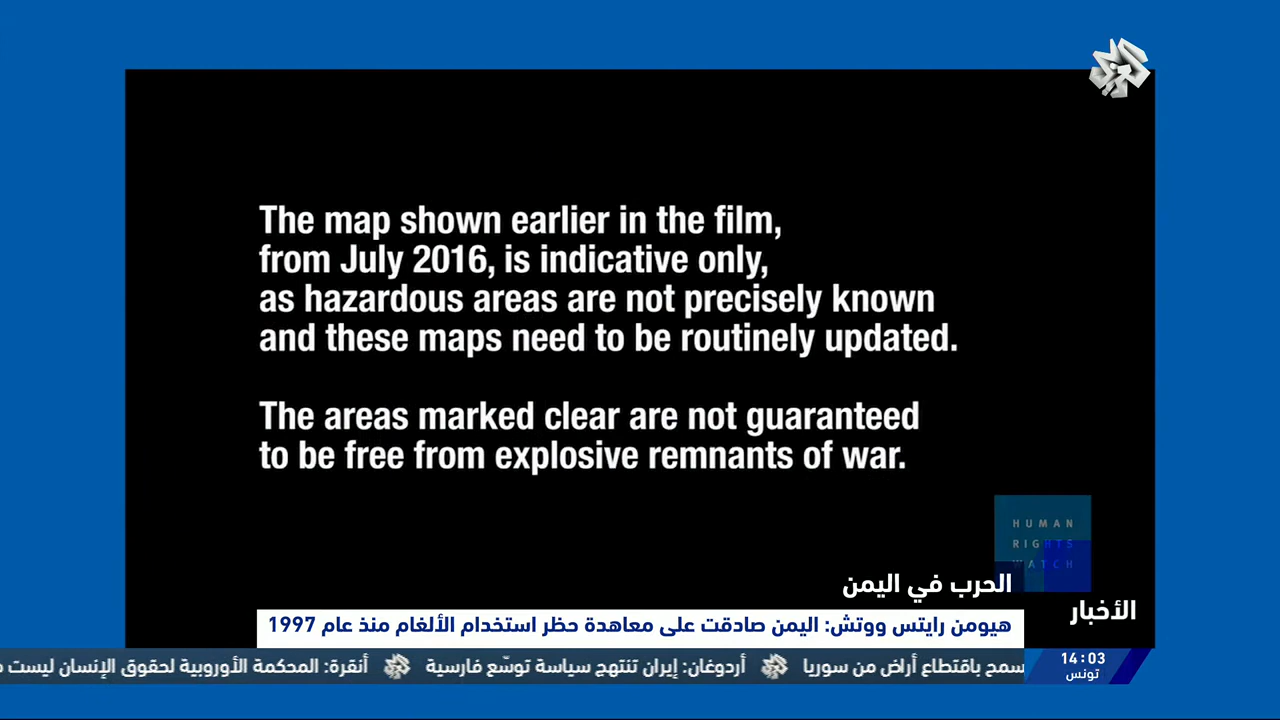 The map shown earlier in the film,
from July 2016, is indicative only,
as hazardous areas are not precisely known
and these maps need to be routinely updated.
The areas marked clear are not guaranteed
to be free from explosive remnants of war.
HUMAN
RIGHTS
WATCH
الحرب في اليمن
الأخبار
هيومن رايتس ووتش: اليمن صادقت على معاهدة حظر استخدام الألغام منذ عام 1997
14:03
تونس
سمح باقتطاع أراض من سوريا أردوغان: إيران تنتهج سياسة توسّع فارسية أنقرة: المحكمة الأوروبية لحقوق الإنسان ليست